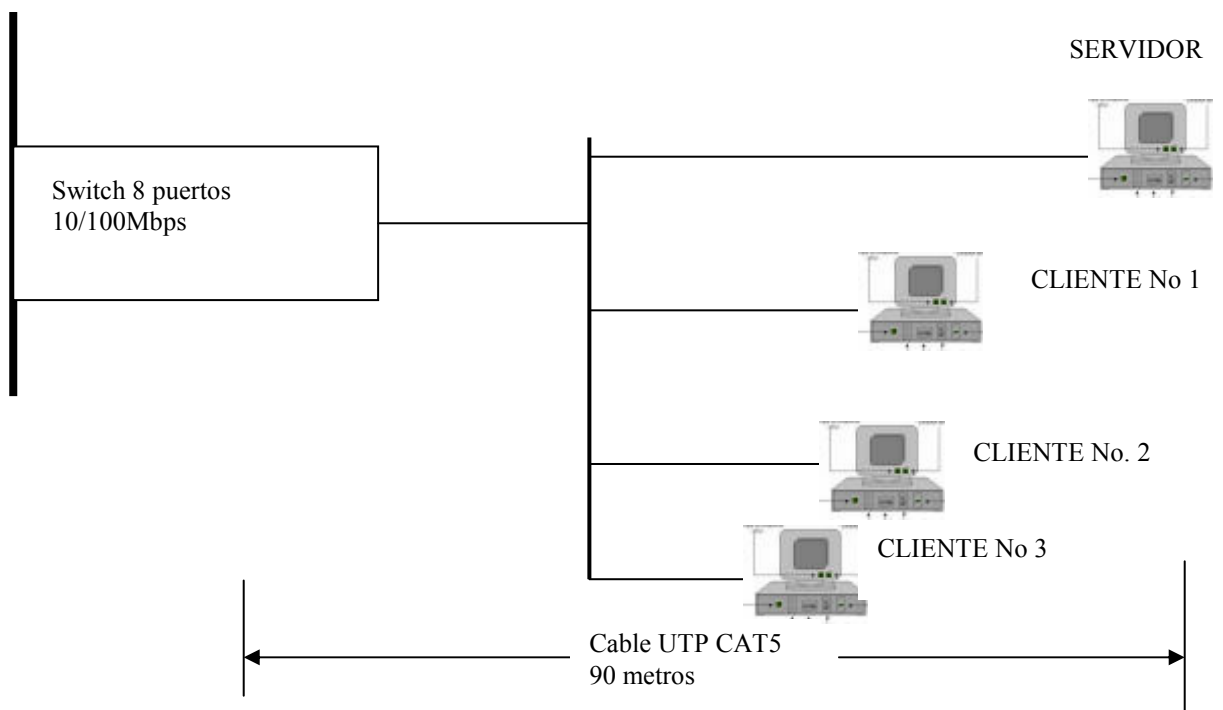 SERVIDOR
Switch 8 puertos
10/100Mbps
CLIENTE No 1
CLIENTE No. 2
CLIENTE No 3
Cable UTP CAT5
90 metros